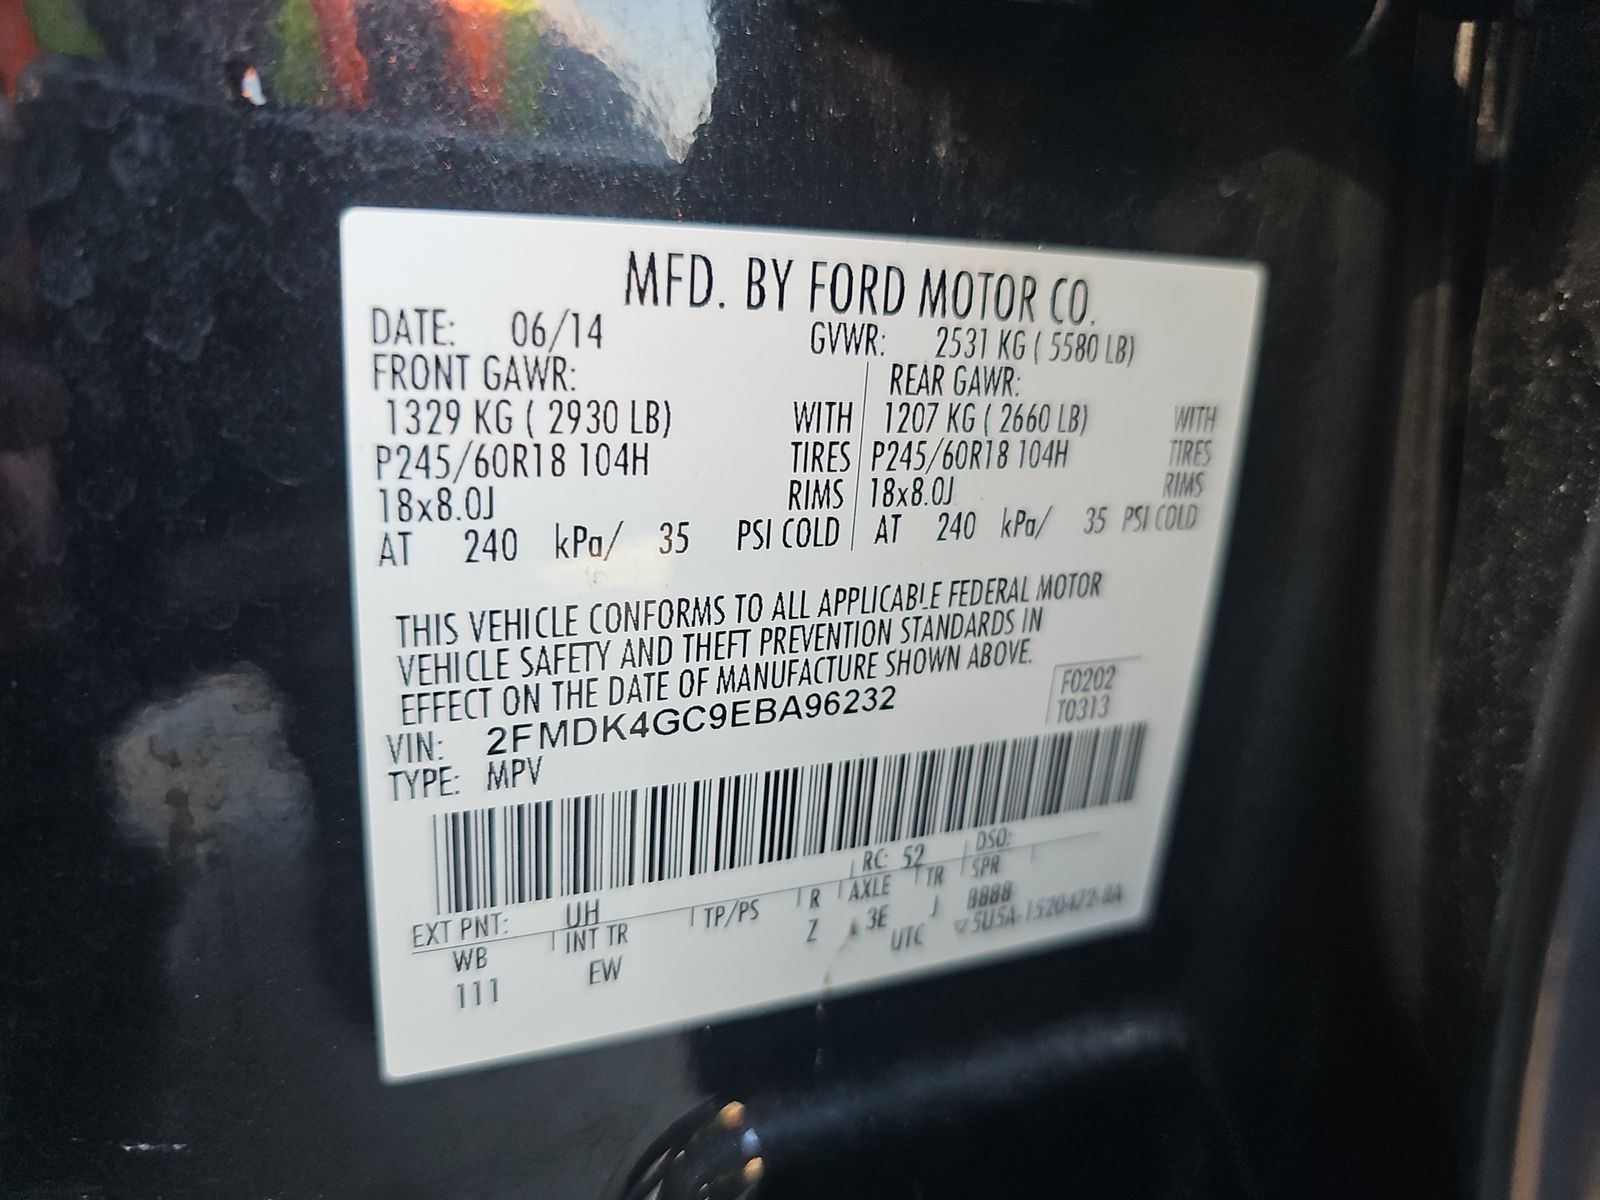 MFD. BY FORD MOTOR CO.
DATE: 06/14 GVWR: 2531 KG ( 5580 LB)
FRONT GAWR: REAR GAWR:
1329 KG ( 2930 LB) WITH 1207 KG ( 2660 LB) WITH
P245/60R18 104H TIRES P245/60R18 104H TIRES
18x8.0J RIMS 18x8.0J RIMS
AT 240 kPa/ 35 PSI COLD AT 240 kPa/ 35 PSI COLD
THIS VEHICLE CONFORMS TO ALL APPLICABLE FEDERAL MOTOR
VEHICLE SAFETY AND THEFT PREVENTION STANDARDS IN
EFFECT ON THE DATE OF MANUFACTURE SHOWN ABOVE.
F0202
VIN: 2FMDK4GC9EBA96232 T0313
TYPE: MPV
EXT PNT: UH RC: 52 DSO:
WB INT TR TP/PS R AXLE TR SPR
111 EW Z 3E J 8888
UTC 5U5A-1520472-BA